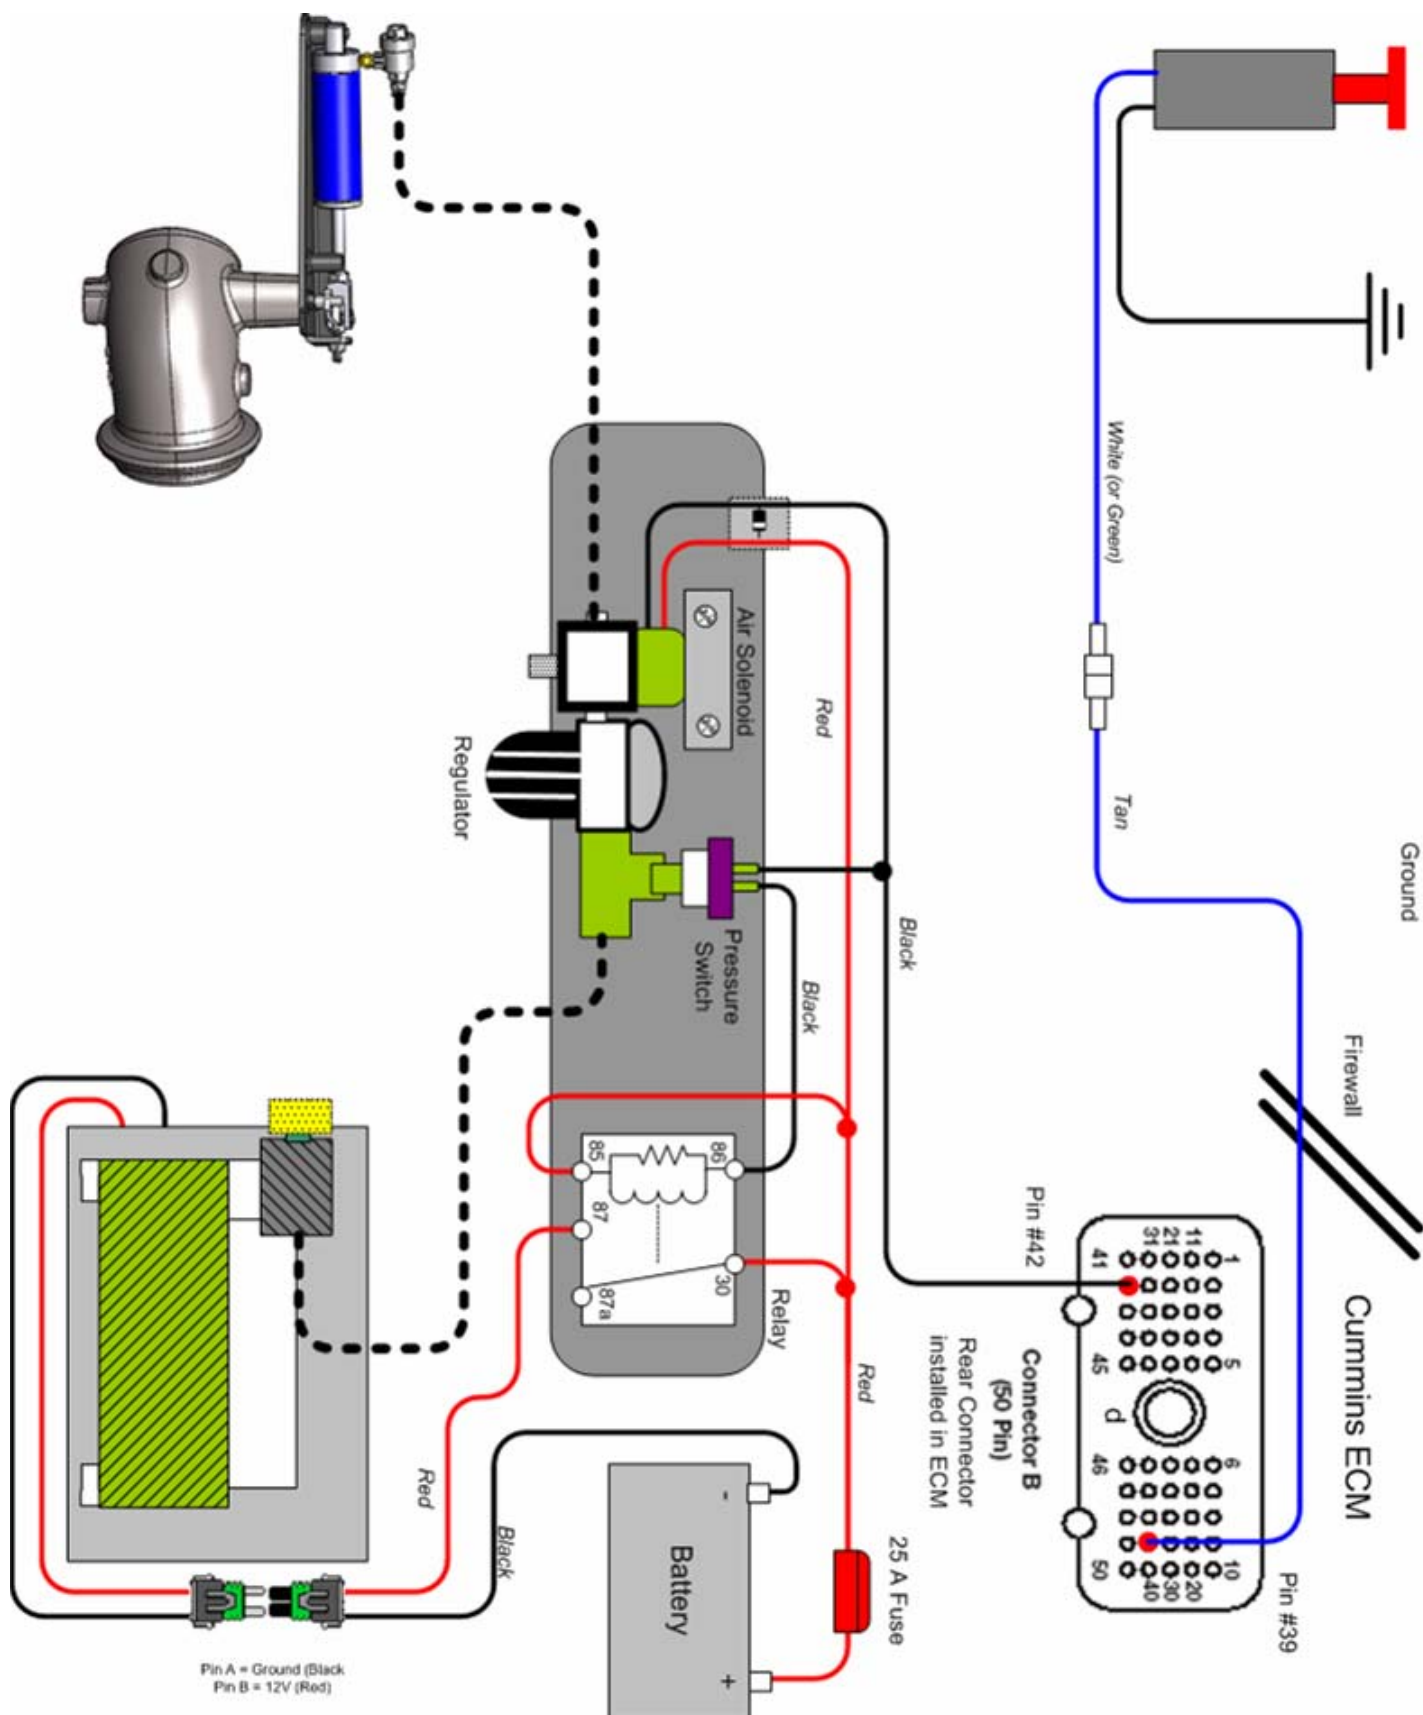 White (or Green)
Tan
Ground
Firewall
Air Solenoid
Red
Regulator
Pressure
Switch
Black
Black
Pin #42
Cummins ECM
1
11
21
31
41
5
45
d
6
46
10
20
30
40
50
Pin #39
Connector B
(50 Pin)
Rear Connector
installed in ECM
85
86
87
87a
30
Relay
Red
Red
Black
Battery
-
+
25 A Fuse
Pin A = Ground (Black
Pin B = 12V (Red)